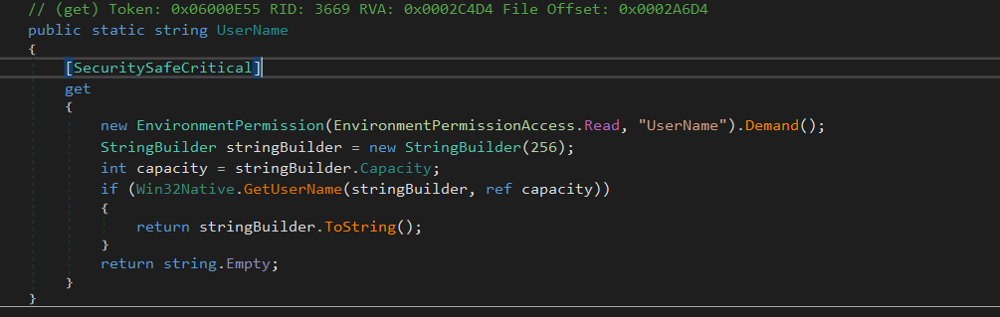 // (get) Token: 0x06000E55 RID: 3669 RVA: 0x0002C4D4 File Offset: 0x0002A6D4
public static string UserName
{
[SecuritySafeCritical]
get
{
new EnvironmentPermission(EnvironmentPermissionAccess.Read, "UserName").Demand();
StringBuilder stringBuilder = new StringBuilder(256);
int capacity = stringBuilder.Capacity;
if (Win32Native.GetUserName(stringBuilder, ref capacity))
{
return stringBuilder.ToString();
}
return string.Empty;
}
}